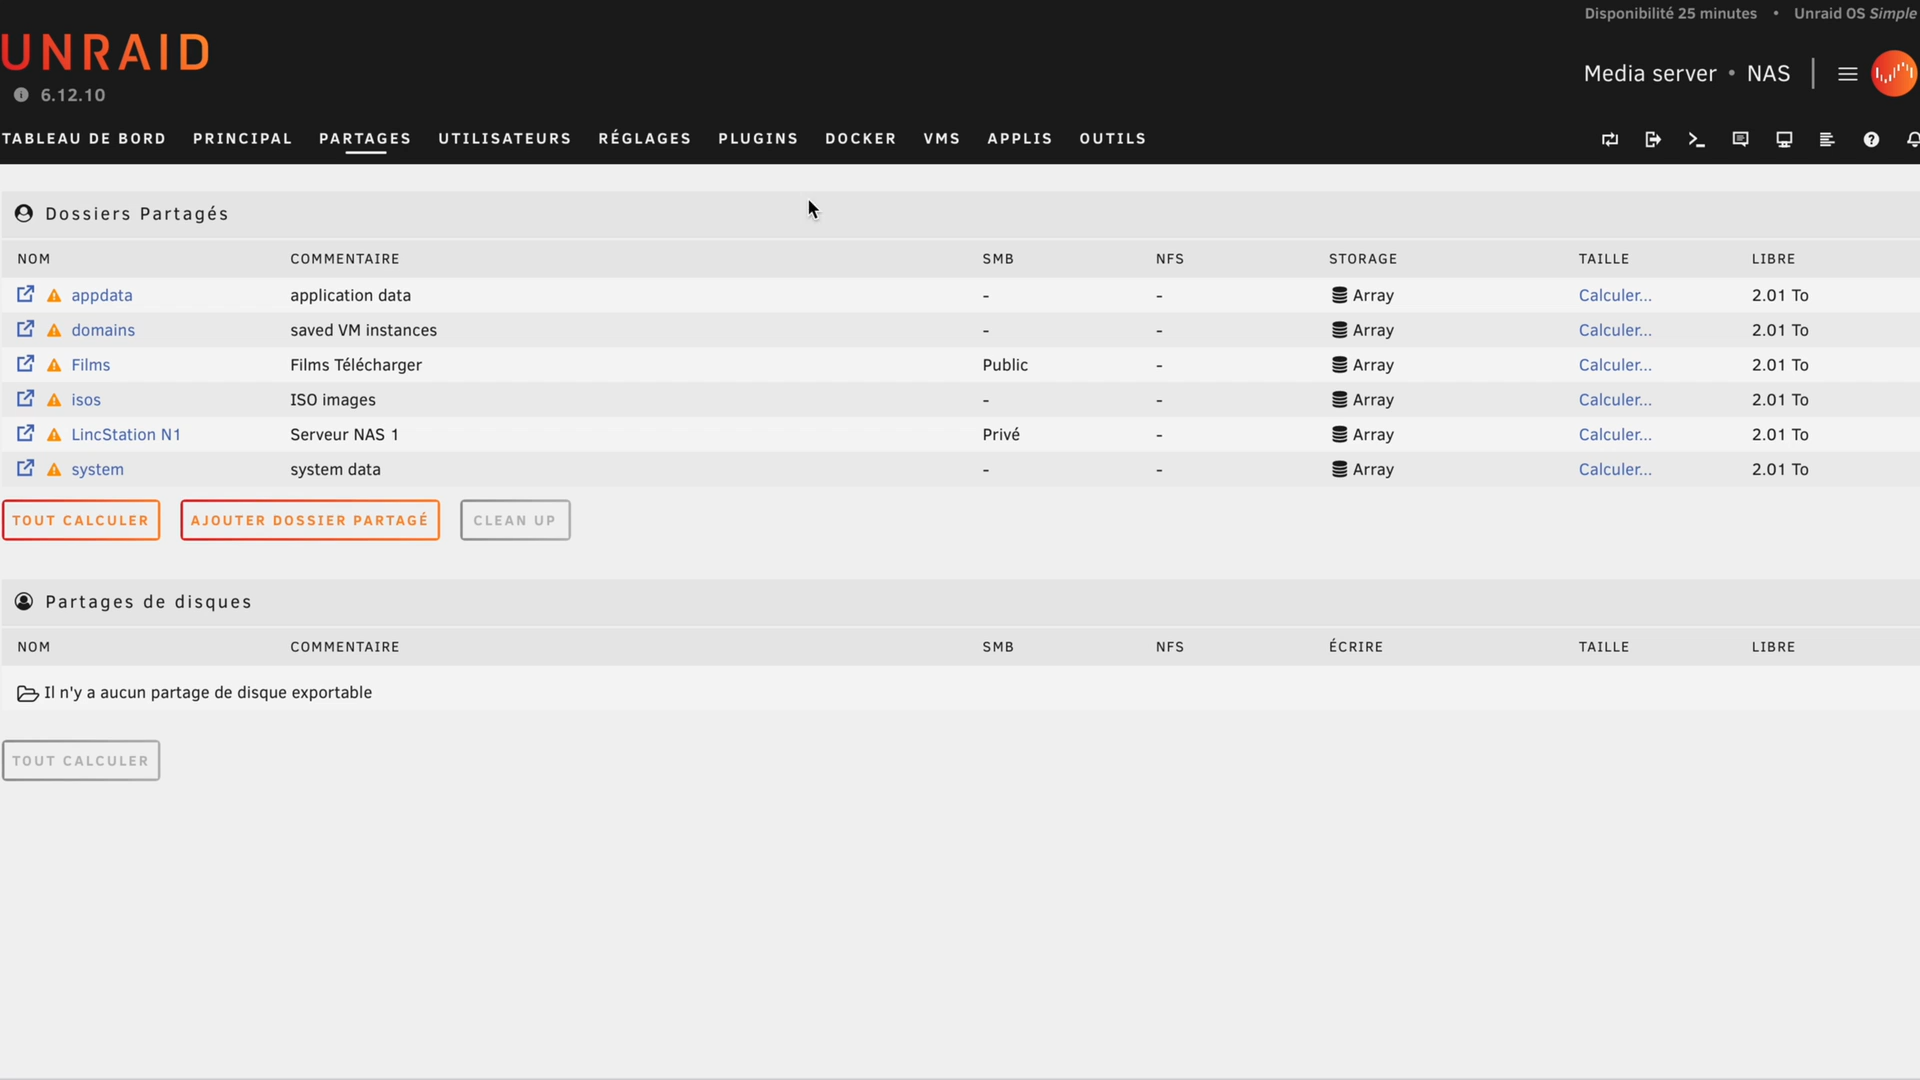 Disponibilité 25 minutes • Unraid OS Simple
UNRAID
6.12.10
Media server • NAS
TABLEAU DE BORD PRINCIPAL PARTAGES UTILISATEURS RÉGLAGES PLUGINS DOCKER VMS APPLIS OUTILS
Dossiers Partagés
NOM COMMENTAIRE SMB NFS STORAGE TAILLE LIBRE
appdata application data - - Array Calculer... 2.01 To
domains saved VM instances - - Array Calculer... 2.01 To
Films Films Télécharger Public - Array Calculer... 2.01 To
isos ISO images - - Array Calculer... 2.01 To
LincStation N1 Serveur NAS 1 Privé - Array Calculer... 2.01 To
system system data - - Array Calculer... 2.01 To
TOUT CALCULER AJOUTER DOSSIER PARTAGÉ CLEAN UP
Partages de disques
NOM COMMENTAIRE SMB NFS ÉCRIRE TAILLE LIBRE
Il n'y a aucun partage de disque exportable
TOUT CALCULER